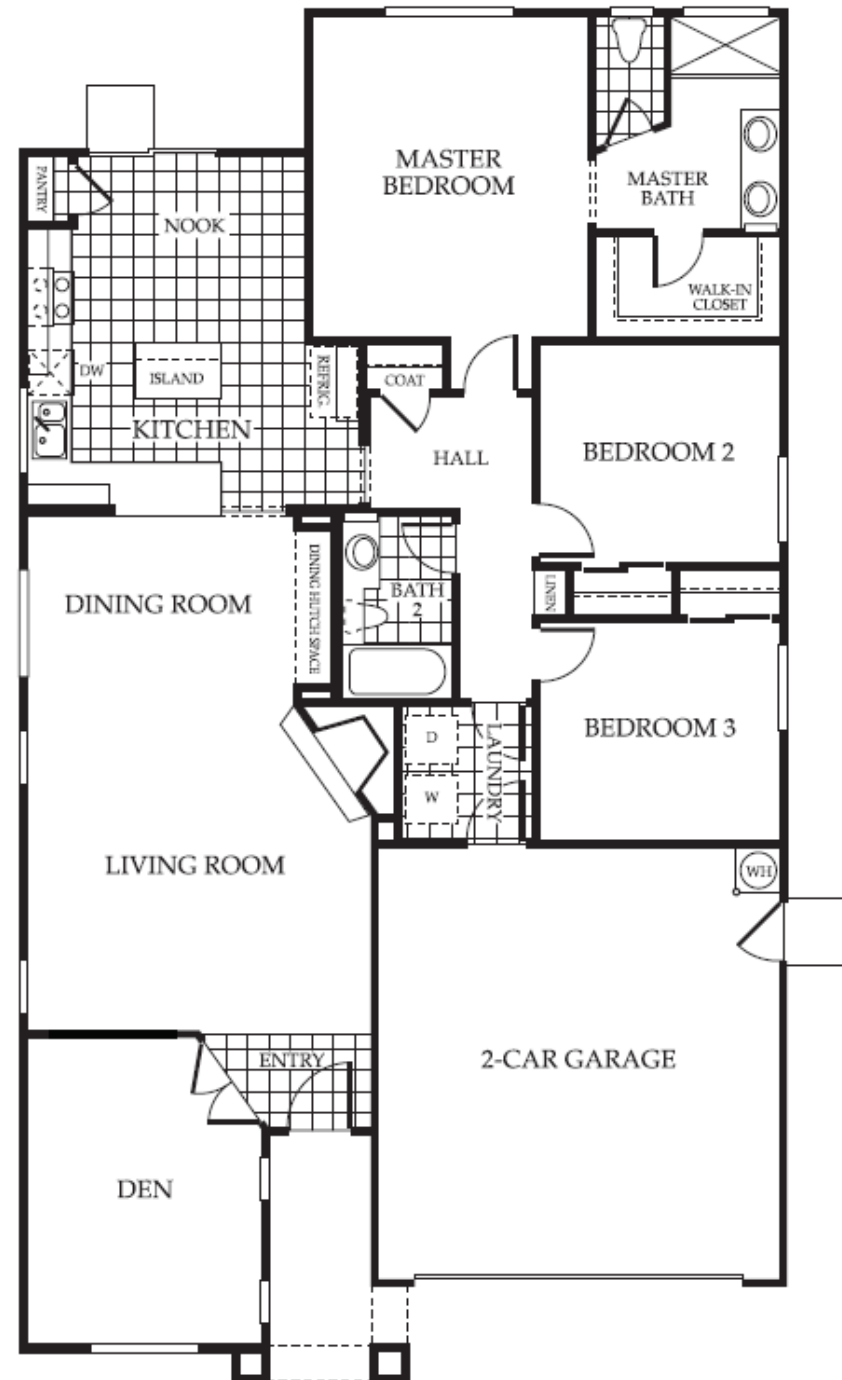 MASTER
BEDROOM
MASTER
BATH
PANTRY
NOOK
WALK-IN
CLOSET
DW
ISLAND
REFRIG.
COAT
KITCHEN
HALL
BEDROOM 2
DINING ROOM
DINING HUTCH SPACE
BATH
2
LINEN
D
W
LAUNDRY
BEDROOM 3
LIVING ROOM
WH
ENTRY
2-CAR GARAGE
DEN